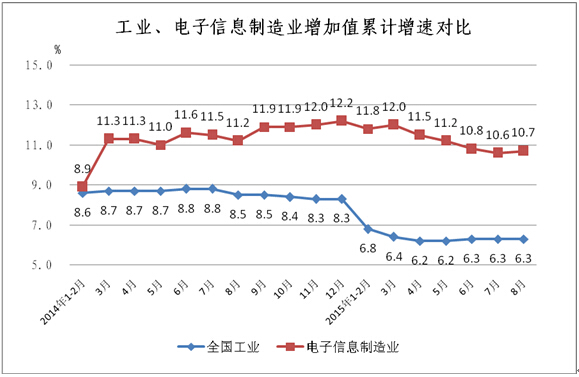 工业、电子信息制造业增加值累计增速对比
%
15.0
13.0
11.0
9.0
7.0
5.0
8.9 11.3 11.3 11.0 11.6 11.5 11.2 11.9 11.9 12.0 12.2 11.8 12.0 11.5 11.2 10.8 10.6 10.7
8.6 8.7 8.7 8.7 8.8 8.8 8.5 8.5 8.4 8.3 8.3 6.8 6.4 6.2 6.2 6.3 6.3 6.3
2014年1-2月 3月 4月 5月 6月 7月 8月 9月 10月 11月 12月 2015年1-2月 3月 4月 5月 6月 7月 8月
全国工业 电子信息制造业